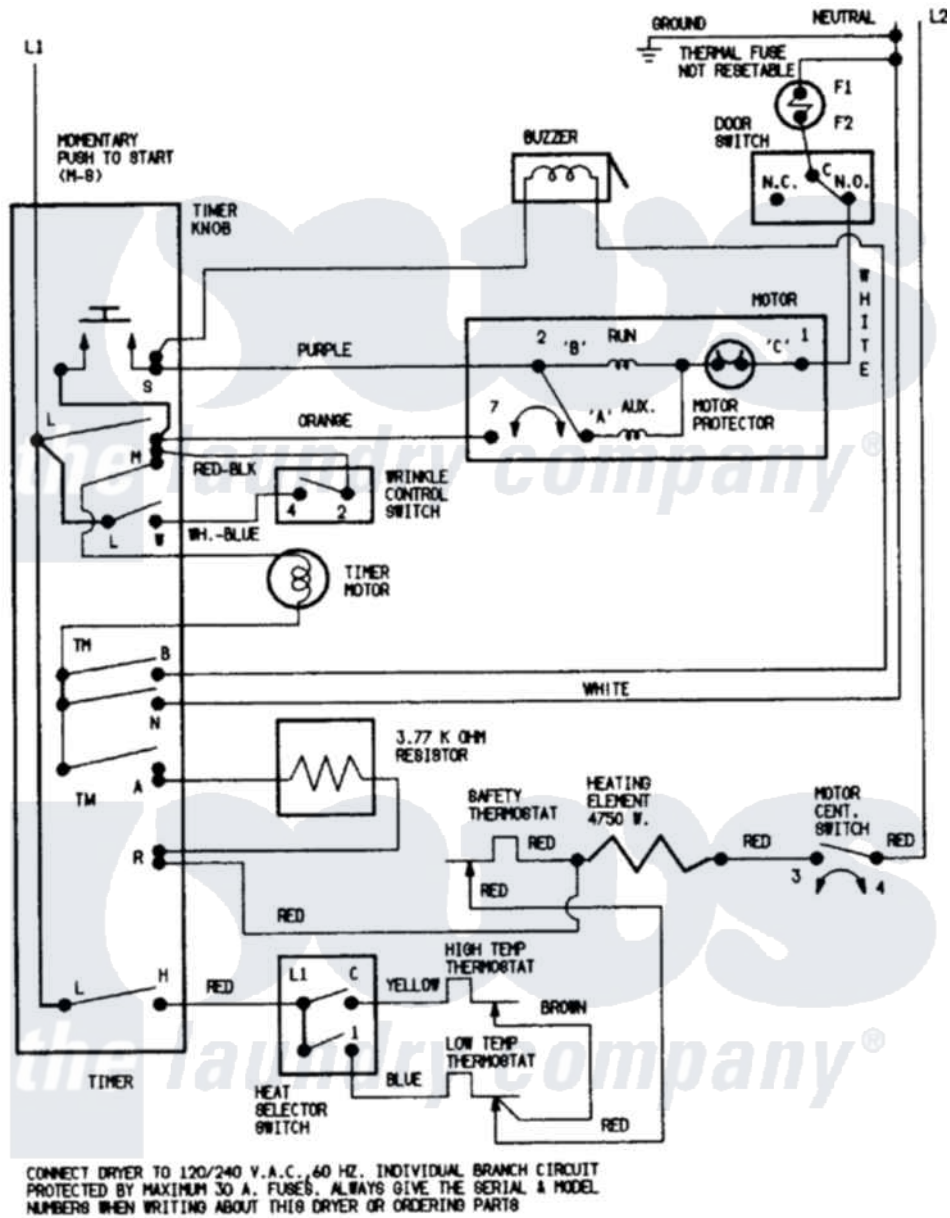 L1
GROUND
NEUTRAL
L2
THERMAL FUSE
NOT RESETABLE
F1
F2
DOOR
SWITCH
C
N.C.
N.O.
MOMENTARY
PUSH TO START
(M-S)
BUZZER
TIMER
KNOB
WHITE
MOTOR
PURPLE
S
2
'B'
RUN
'C'
1
L
ORANGE
7
'A'
AUX.
MOTOR
PROTECTOR
M
RED-BLK
WRINKLE
CONTROL
SWITCH
4
2
L
W
WH.-BLUE
TIMER
MOTOR
TM
B
WHITE
N
3.77 K OHM
RESISTOR
A
TM
SAFETY
THERMOSTAT
HEATING
ELEMENT
4750 W.
MOTOR
CENT.
SWITCH
RED
RED
RED
3
4
R
RED
RED
HIGH TEMP
THERMOSTAT
L
H
RED
L1
C
YELLOW
BROWN
1
LOW TEMP
THERMOSTAT
BLUE
RED
TIMER
HEAT
SELECTOR
SWITCH
the laundry company®
the laundry company®
CONNECT DRYER TO 120/240 V.A.C., 60 HZ. INDIVIDUAL BRANCH CIRCUIT
PROTECTED BY MAXIMUM 30 A. FUSES. ALWAYS GIVE THE SERIAL & MODEL
NUMBERS WHEN WRITING ABOUT THIS DRYER OR ORDERING PARTS